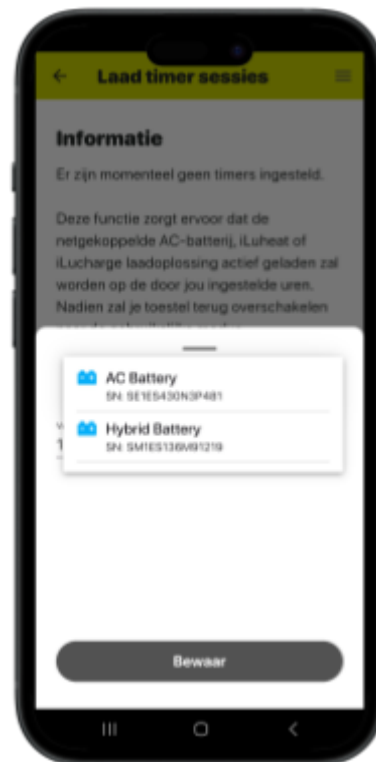 Laad timer sessies
Informatie
Er zijn momenteel geen timers ingesteld.
Deze functie zorgt ervoor dat de
netgekoppelde AC-batterij, iLuheat of
iLucharge laadoplossing actief geladen zal
worden op de door jou ingestelde uren.
Nadien zal je toestel terug overschakelen
AC Battery
SN: SE1ES430N3P481
Hybrid Battery
SN: SM1ES136M91219
Bewaar